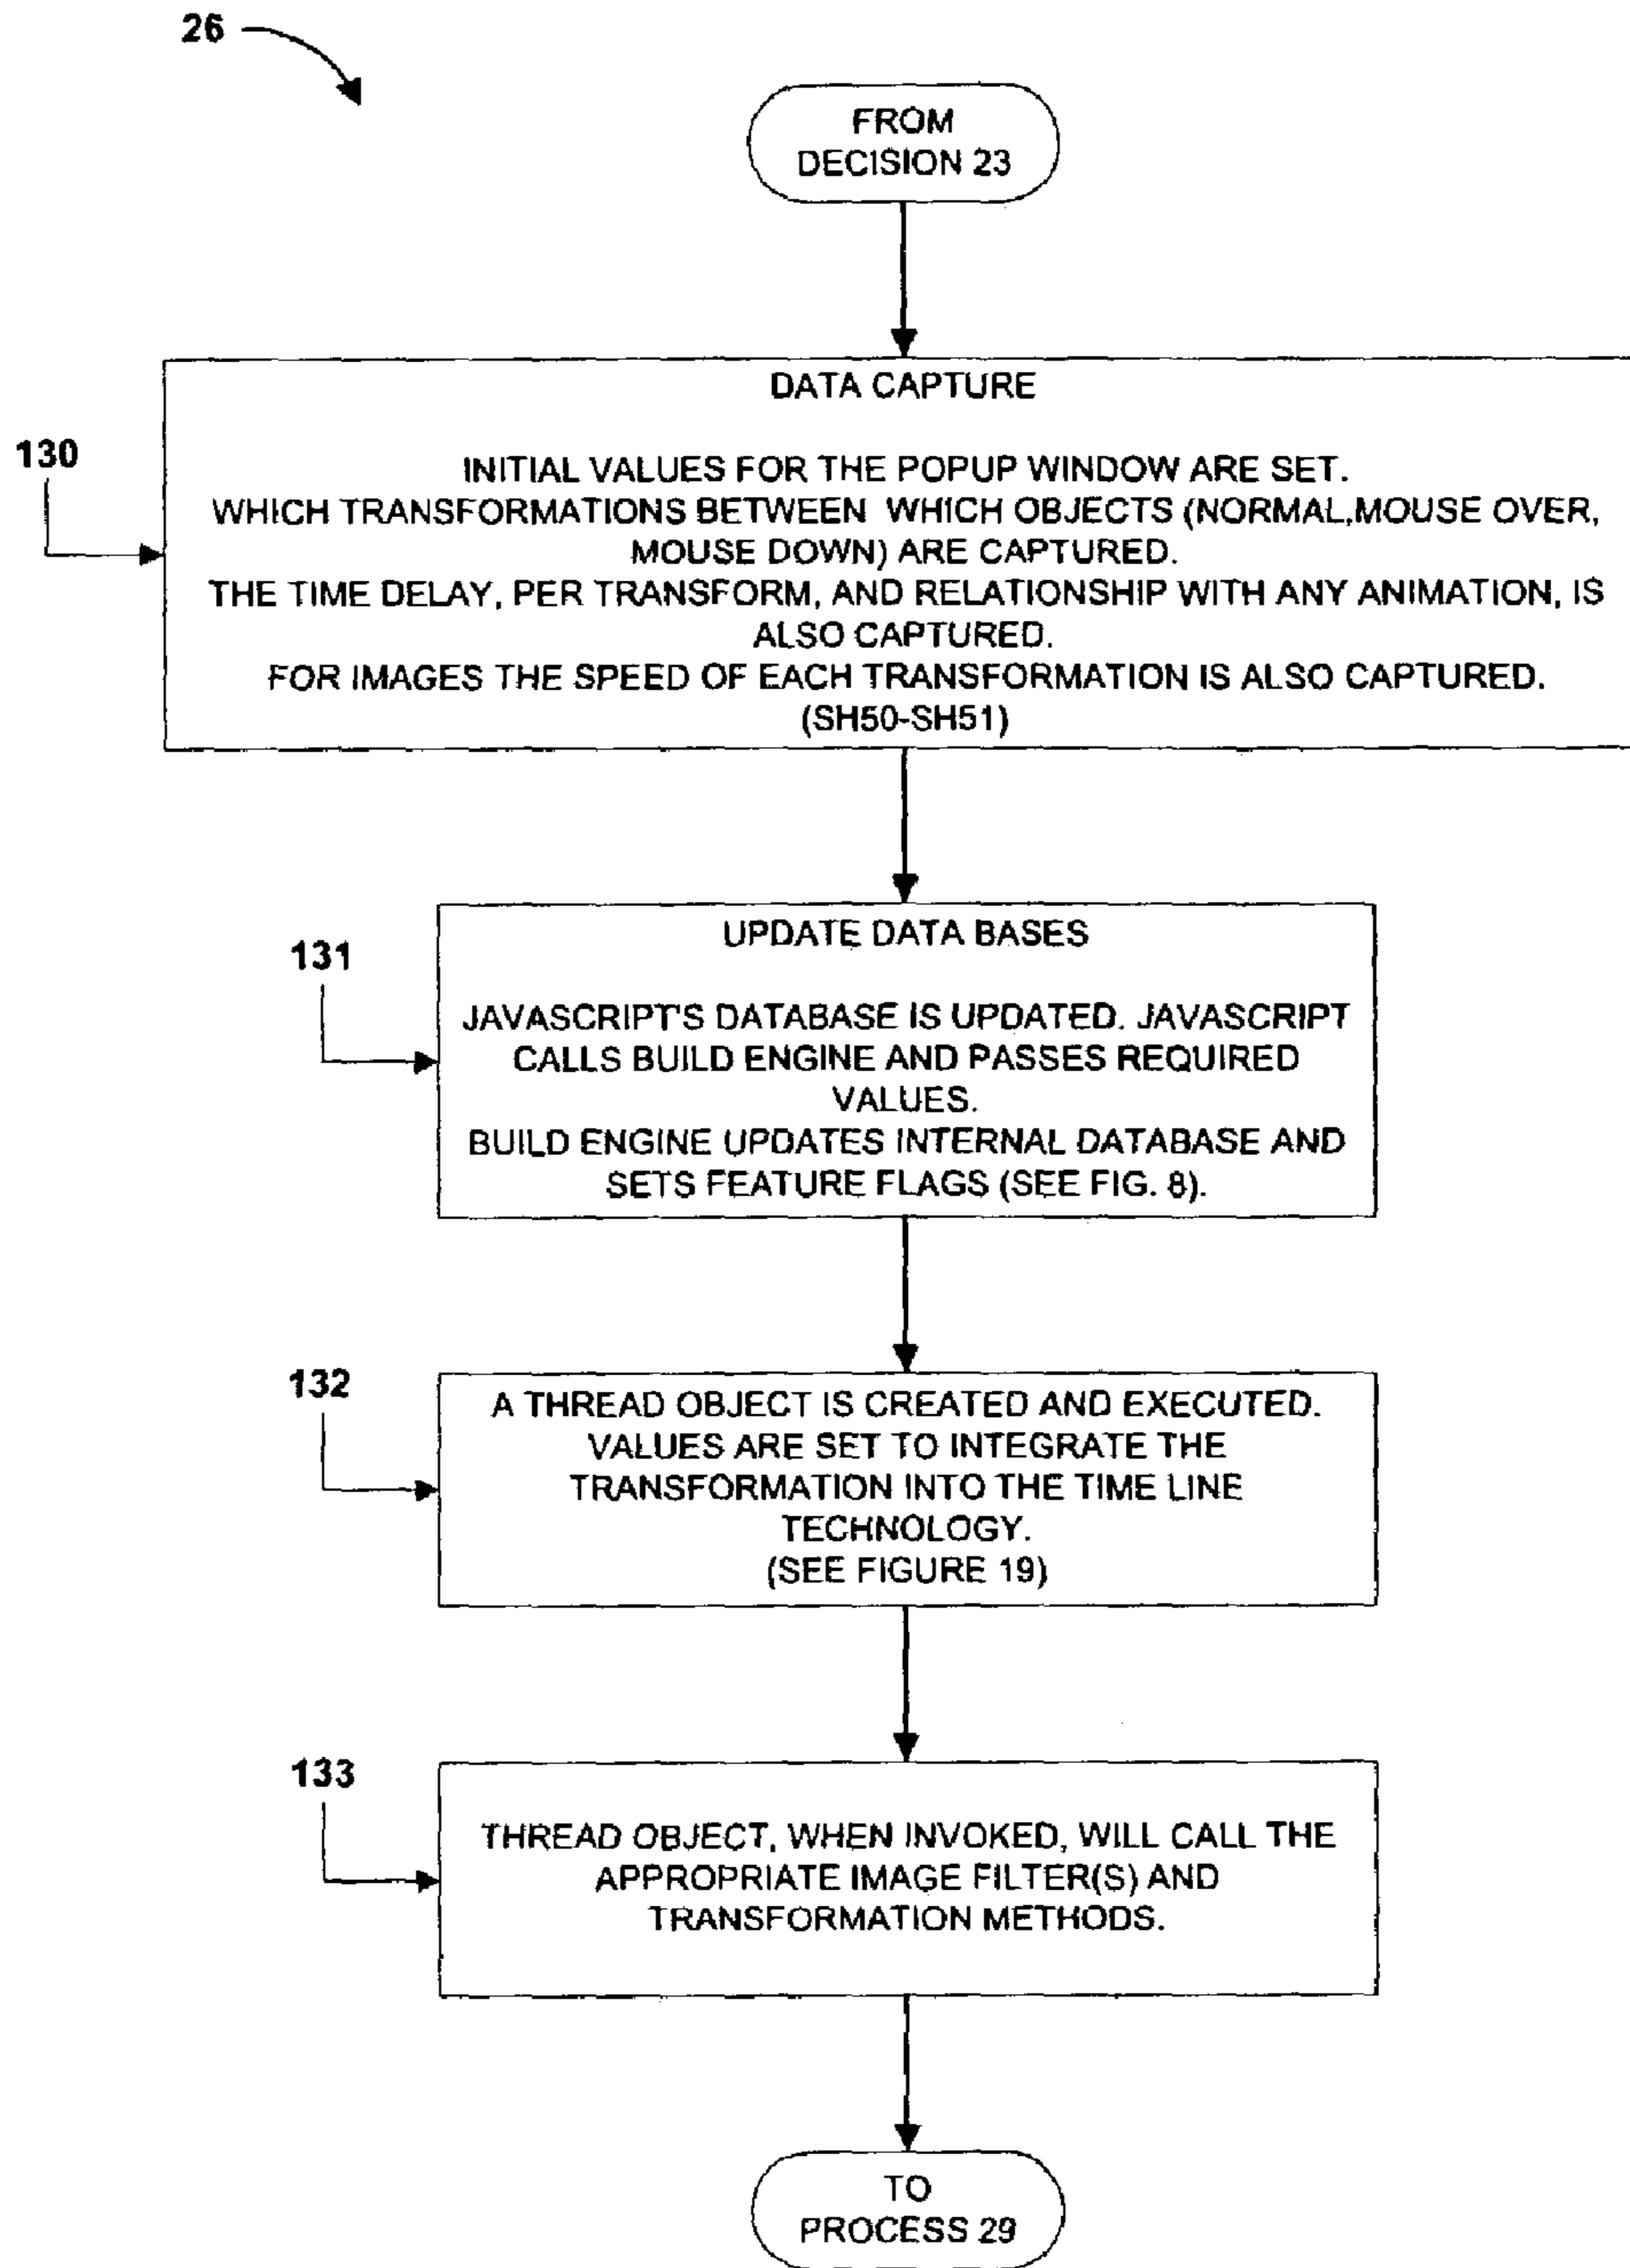 26
FROM
DECISION 23
130
DATA CAPTURE
INITIAL VALUES FOR THE POPUP WINDOW ARE SET.
WHICH TRANSFORMATIONS BETWEEN WHICH OBJECTS (NORMAL,MOUSE OVER,
MOUSE DOWN) ARE CAPTURED.
THE TIME DELAY, PER TRANSFORM, AND RELATIONSHIP WITH ANY ANIMATION, IS
ALSO CAPTURED.
FOR IMAGES THE SPEED OF EACH TRANSFORMATION IS ALSO CAPTURED.
(SH50-SH51)
131
UPDATE DATA BASES
JAVASCRIPT'S DATABASE IS UPDATED. JAVASCRIPT
CALLS BUILD ENGINE AND PASSES REQUIRED
VALUES.
BUILD ENGINE UPDATES INTERNAL DATABASE AND
SETS FEATURE FLAGS (SEE FIG. 8).
132
A THREAD OBJECT IS CREATED AND EXECUTED.
VALUES ARE SET TO INTEGRATE THE
TRANSFORMATION INTO THE TIME LINE
TECHNOLOGY.
(SEE FIGURE 19)
133
THREAD OBJECT, WHEN INVOKED, WILL CALL THE
APPROPRIATE IMAGE FILTER(S) AND
TRANSFORMATION METHODS.
TO
PROCESS 29